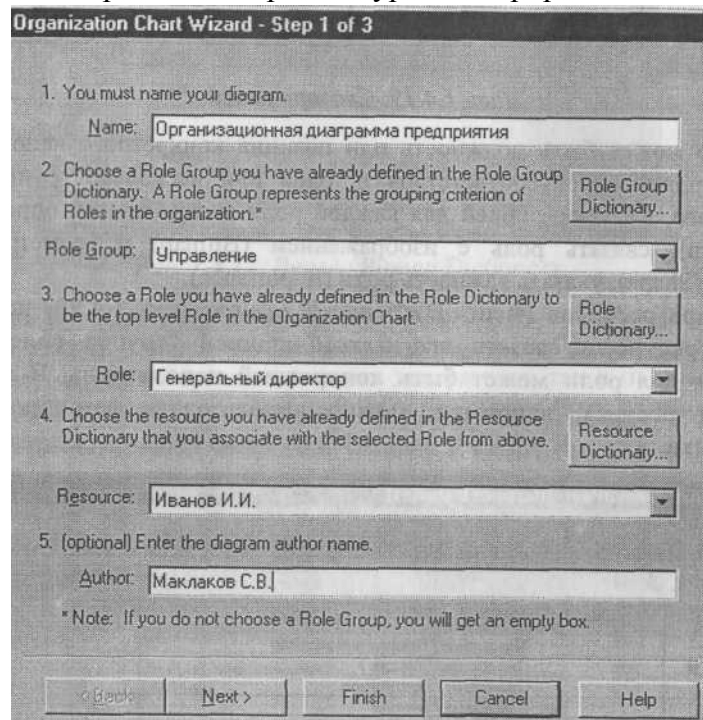 Organization Chart Wizard - Step 1 of 3
1. You must name your diagram.
Name: Организационная диаграмма предприятия
2. Choose a Role Group you have already defined in the Role Group
Dictionary. A Role Group represents the grouping criterion of
Roles in the organization.*
Role Group
Dictionary...
Role Group: Управление
3. Choose a Role you have already defined in the Role Dictionary to
be the top level Role in the Organization Chart.
Role
Dictionary...
Role: Генеральный директор
4. Choose the resource you have already defined in the Resource
Dictionary that you associate with the selected Role from above.
Resource
Dictionary...
Resource: Иванов И.И.
5. (optional) Enter the diagram author name.
Author: Маклаков С.В.
* Note: If you do not choose a Role Group, you will get an empty box.
< Back Next > Finish Cancel Help